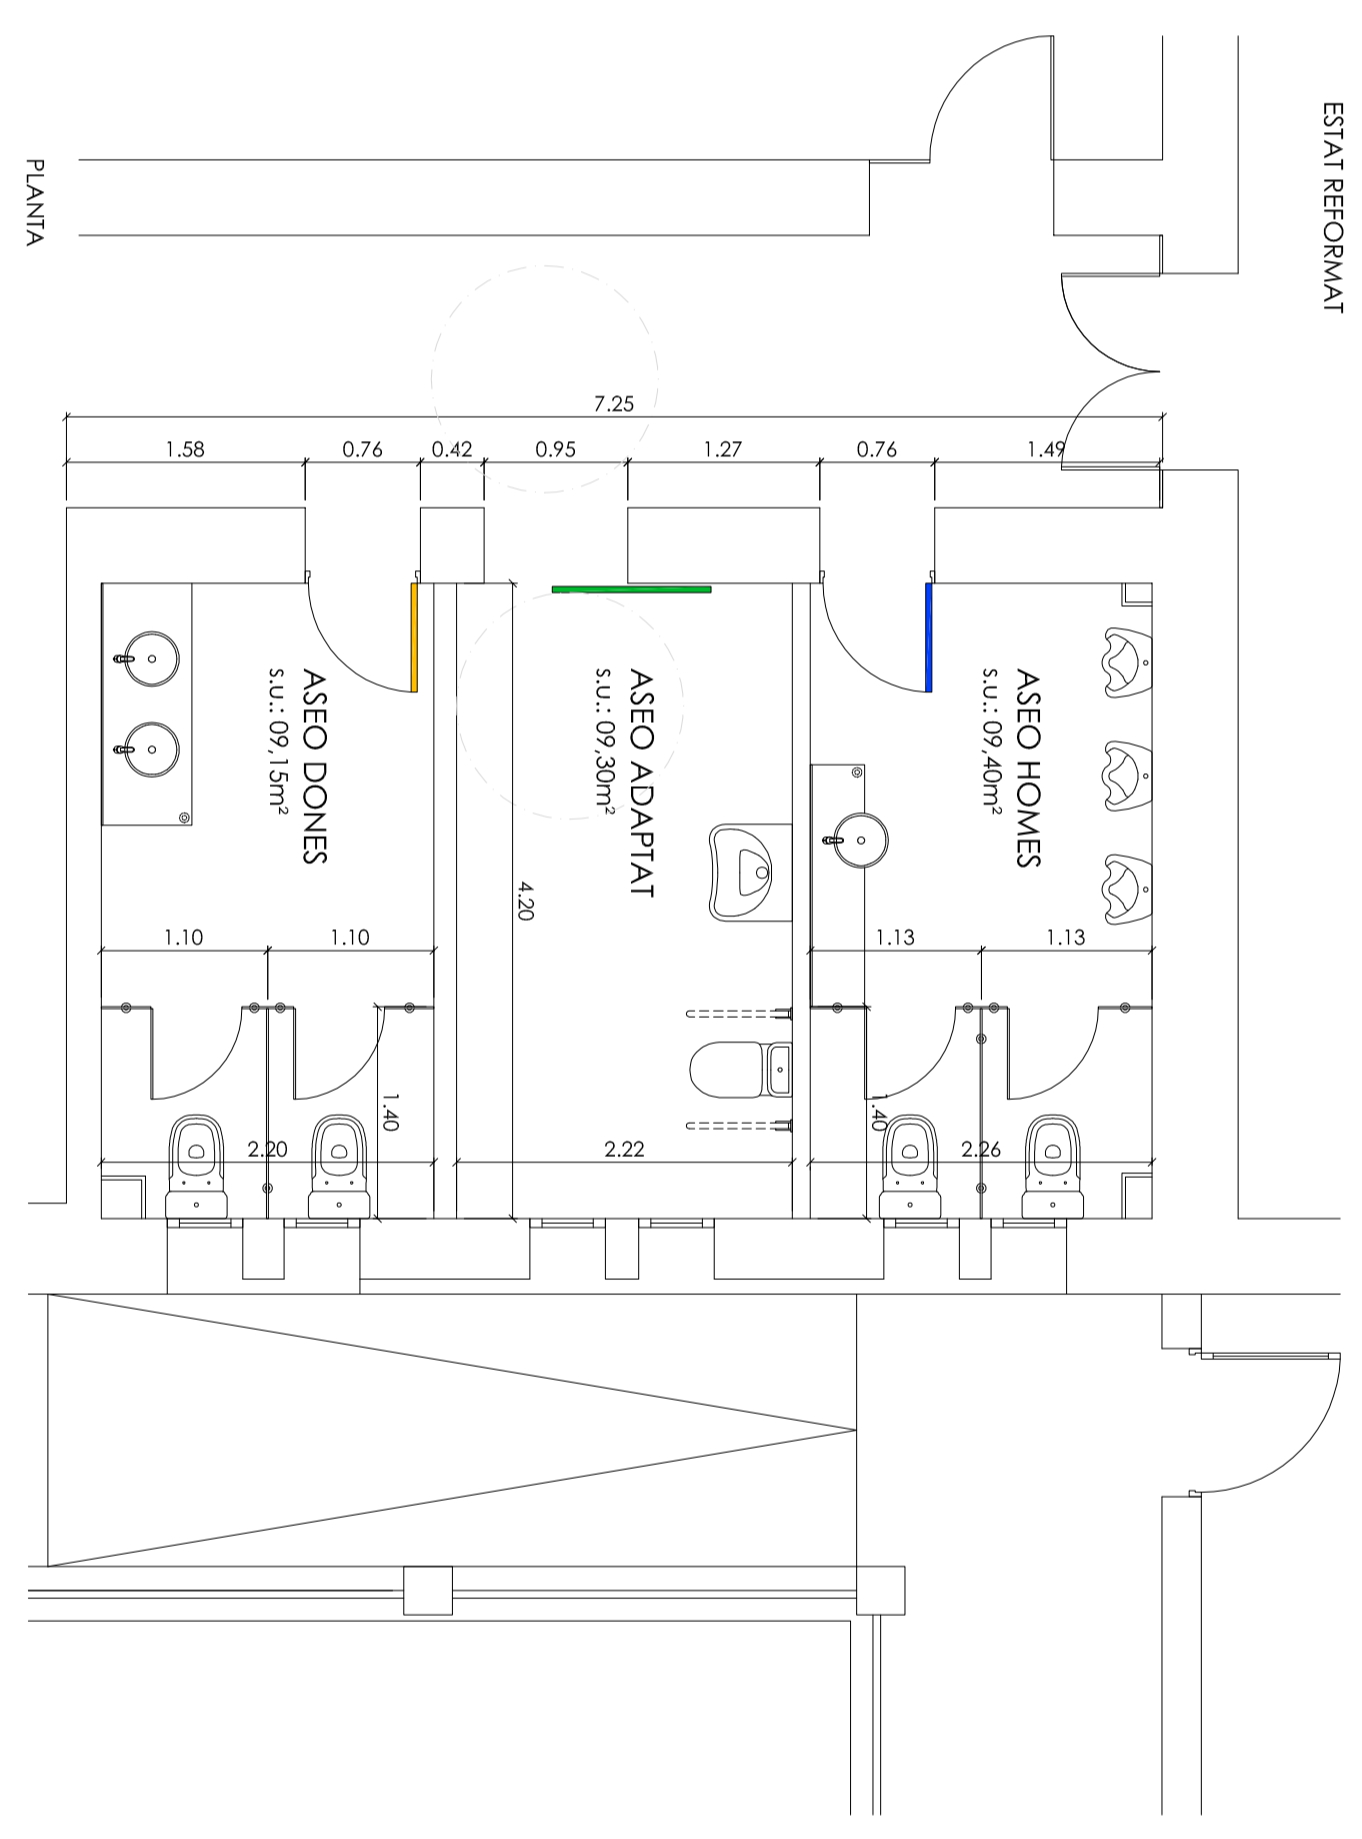 ESTAT REFORMAT
PLANTA
7.25
1.58
0.76
0.42
0.95
1.27
0.76
1.49
ASEO DONES
s.u.: 09,15m²
ASEO ADAPTAT
s.u.: 09,30m²
ASEO HOMES
s.u.: 09,40m²
4.20
1.10
1.10
1.13
1.13
1.40
1.40
2.20
2.22
2.26